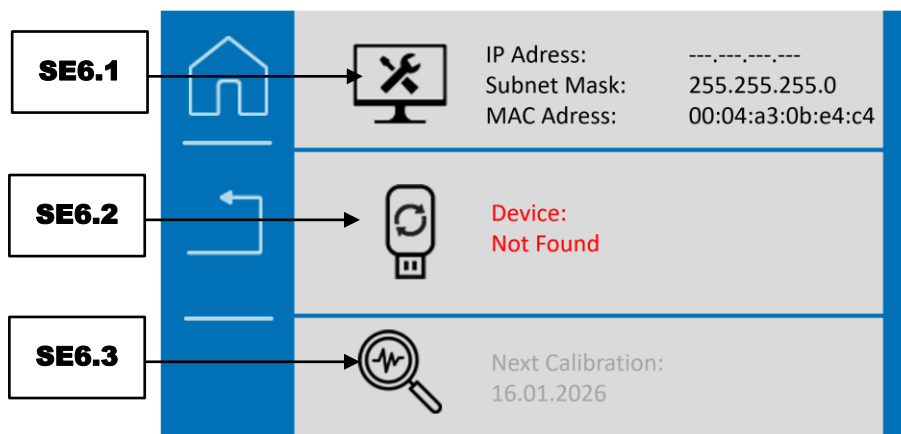 SE6.1
IP Adress: ---.---.---.---
Subnet Mask: 255.255.255.0
MAC Adress: 00:04:a3:0b:e4:c4
SE6.2
Device:
Not Found
SE6.3
Next Calibration:
16.01.2026